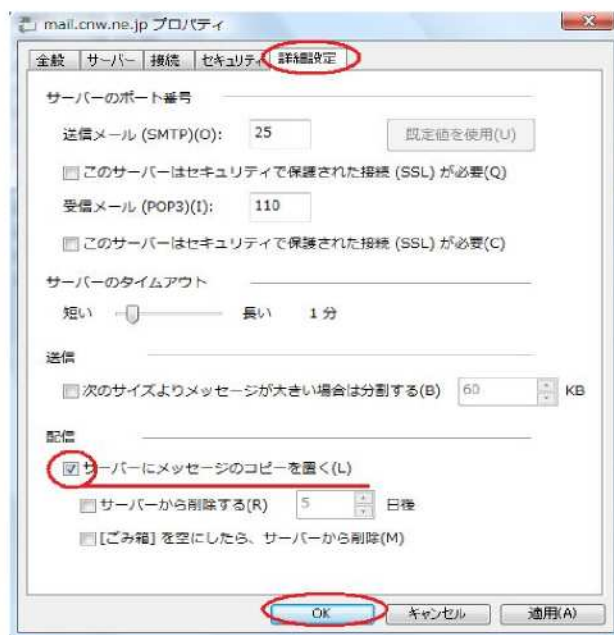 mail.cnw.ne.jp プロパティ
全般 サーバー 接続 セキュリティ 詳細設定
サーバーのポート番号
送信メール (SMTP)(O): 25 既定値を使用(U)
このサーバーはセキュリティで保護された接続 (SSL) が必要(Q)
受信メール (POP3)(I): 110
このサーバーはセキュリティで保護された接続 (SSL) が必要(C)
サーバーのタイムアウト
短い 長い 1 分
送信
次のサイズよりメッセージが大きい場合は分割する(B) 60 KB
配信
サーバーにメッセージのコピーを置く(L)
サーバーから削除する(R) 5 日後
[ごみ箱] を空にしたら、サーバーから削除(M)
OK キャンセル 適用(A)